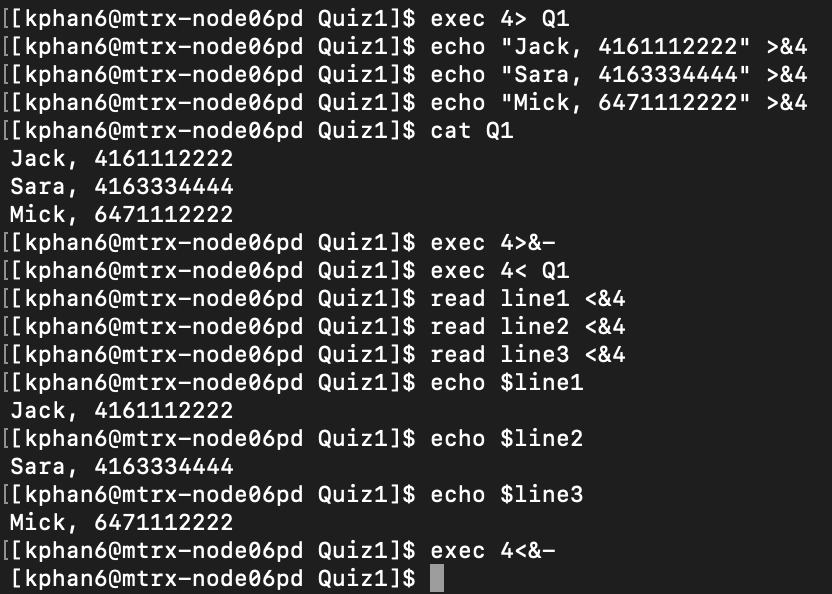 [[kphan6@mtrx-node06pd Quiz1]$ exec 4> Q1
[[kphan6@mtrx-node06pd Quiz1]$ echo "Jack, 4161112222" >&4
[[kphan6@mtrx-node06pd Quiz1]$ echo "Sara, 4163334444" >&4
[[kphan6@mtrx-node06pd Quiz1]$ echo "Mick, 6471112222" >&4
[[kphan6@mtrx-node06pd Quiz1]$ cat Q1
Jack, 4161112222
Sara, 4163334444
Mick, 6471112222
[[kphan6@mtrx-node06pd Quiz1]$ exec 4>&-
[[kphan6@mtrx-node06pd Quiz1]$ exec 4< Q1
[[kphan6@mtrx-node06pd Quiz1]$ read line1 <&4
[[kphan6@mtrx-node06pd Quiz1]$ read line2 <&4
[[kphan6@mtrx-node06pd Quiz1]$ read line3 <&4
[[kphan6@mtrx-node06pd Quiz1]$ echo $line1
Jack, 4161112222
[[kphan6@mtrx-node06pd Quiz1]$ echo $line2
Sara, 4163334444
[[kphan6@mtrx-node06pd Quiz1]$ echo $line3
Mick, 6471112222
[[kphan6@mtrx-node06pd Quiz1]$ exec 4<&-
[kphan6@mtrx-node06pd Quiz1]$